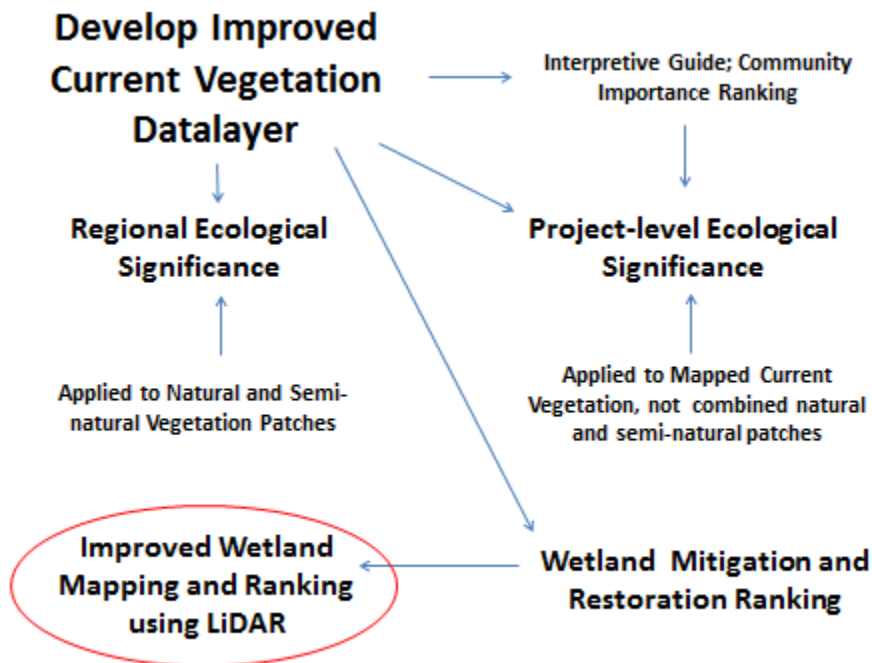 Develop Improved
Current Vegetation
Datalayer
Interpretive Guide; Community
Importance Ranking
Regional Ecological
Significance
Project-level Ecological
Significance
Applied to Natural and Semi-
natural Vegetation Patches
Applied to Mapped Current
Vegetation, not combined natural
and semi-natural patches
Improved Wetland
Mapping and Ranking
using LiDAR
Wetland Mitigation and
Restoration Ranking